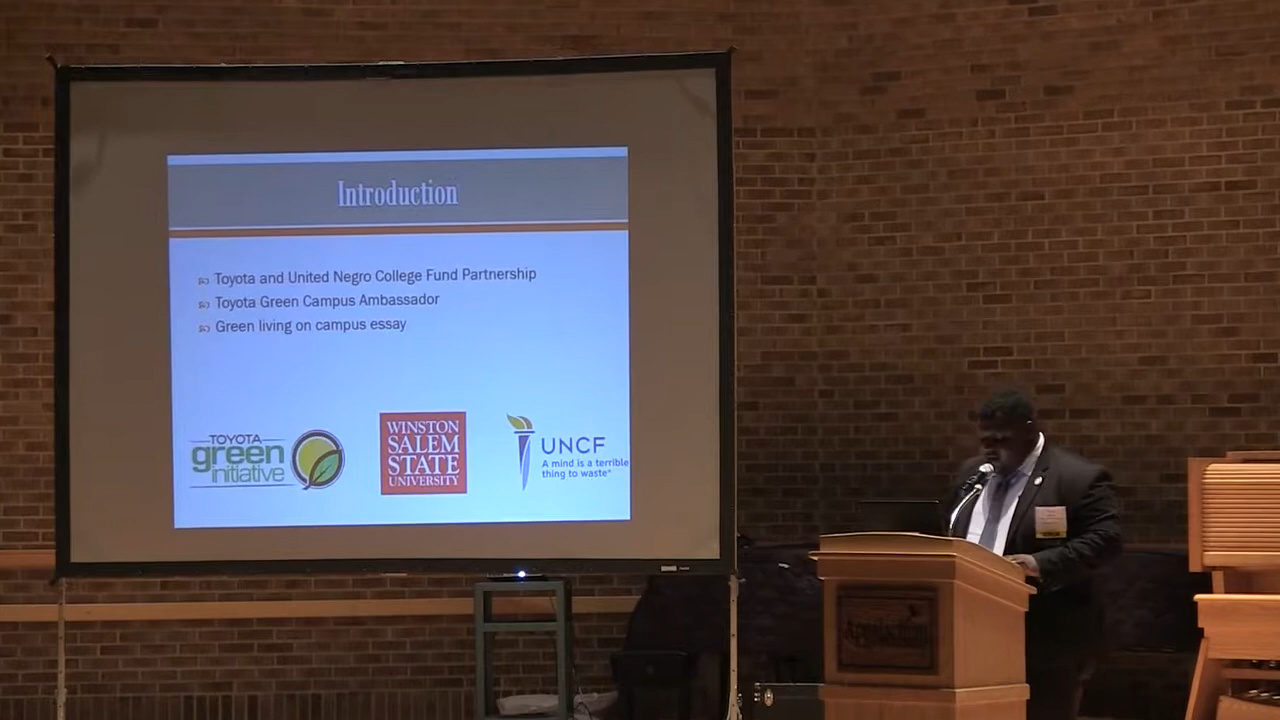 Introduction
Toyota and United Negro College Fund Partnership
Toyota Green Campus Ambassador
Green living on campus essay
TOYOTA
green
initiative
WINSTON
SALEM
STATE
UNIVERSITY
UNCF
A mind is a terrible
thing to waste®
Appalachian